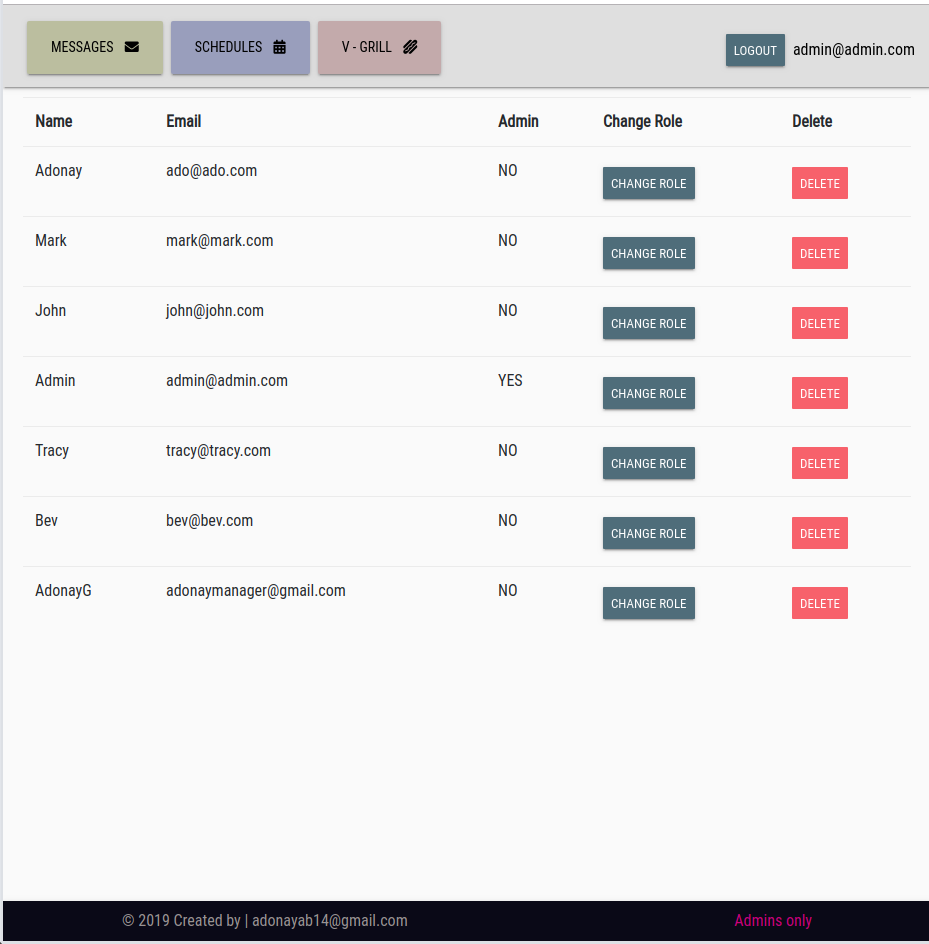 MESSAGES SCHEDULES V - GRILL LOGOUT admin@admin.com
Name Email Admin Change Role Delete
Adonay ado@ado.com NO CHANGE ROLE DELETE
Mark mark@mark.com NO CHANGE ROLE DELETE
John john@john.com NO CHANGE ROLE DELETE
Admin admin@admin.com YES CHANGE ROLE DELETE
Tracy tracy@tracy.com NO CHANGE ROLE DELETE
Bev bev@bev.com NO CHANGE ROLE DELETE
AdonayG adonaymanager@gmail.com NO CHANGE ROLE DELETE
© 2019 Created by | adonayab14@gmail.com Admins only